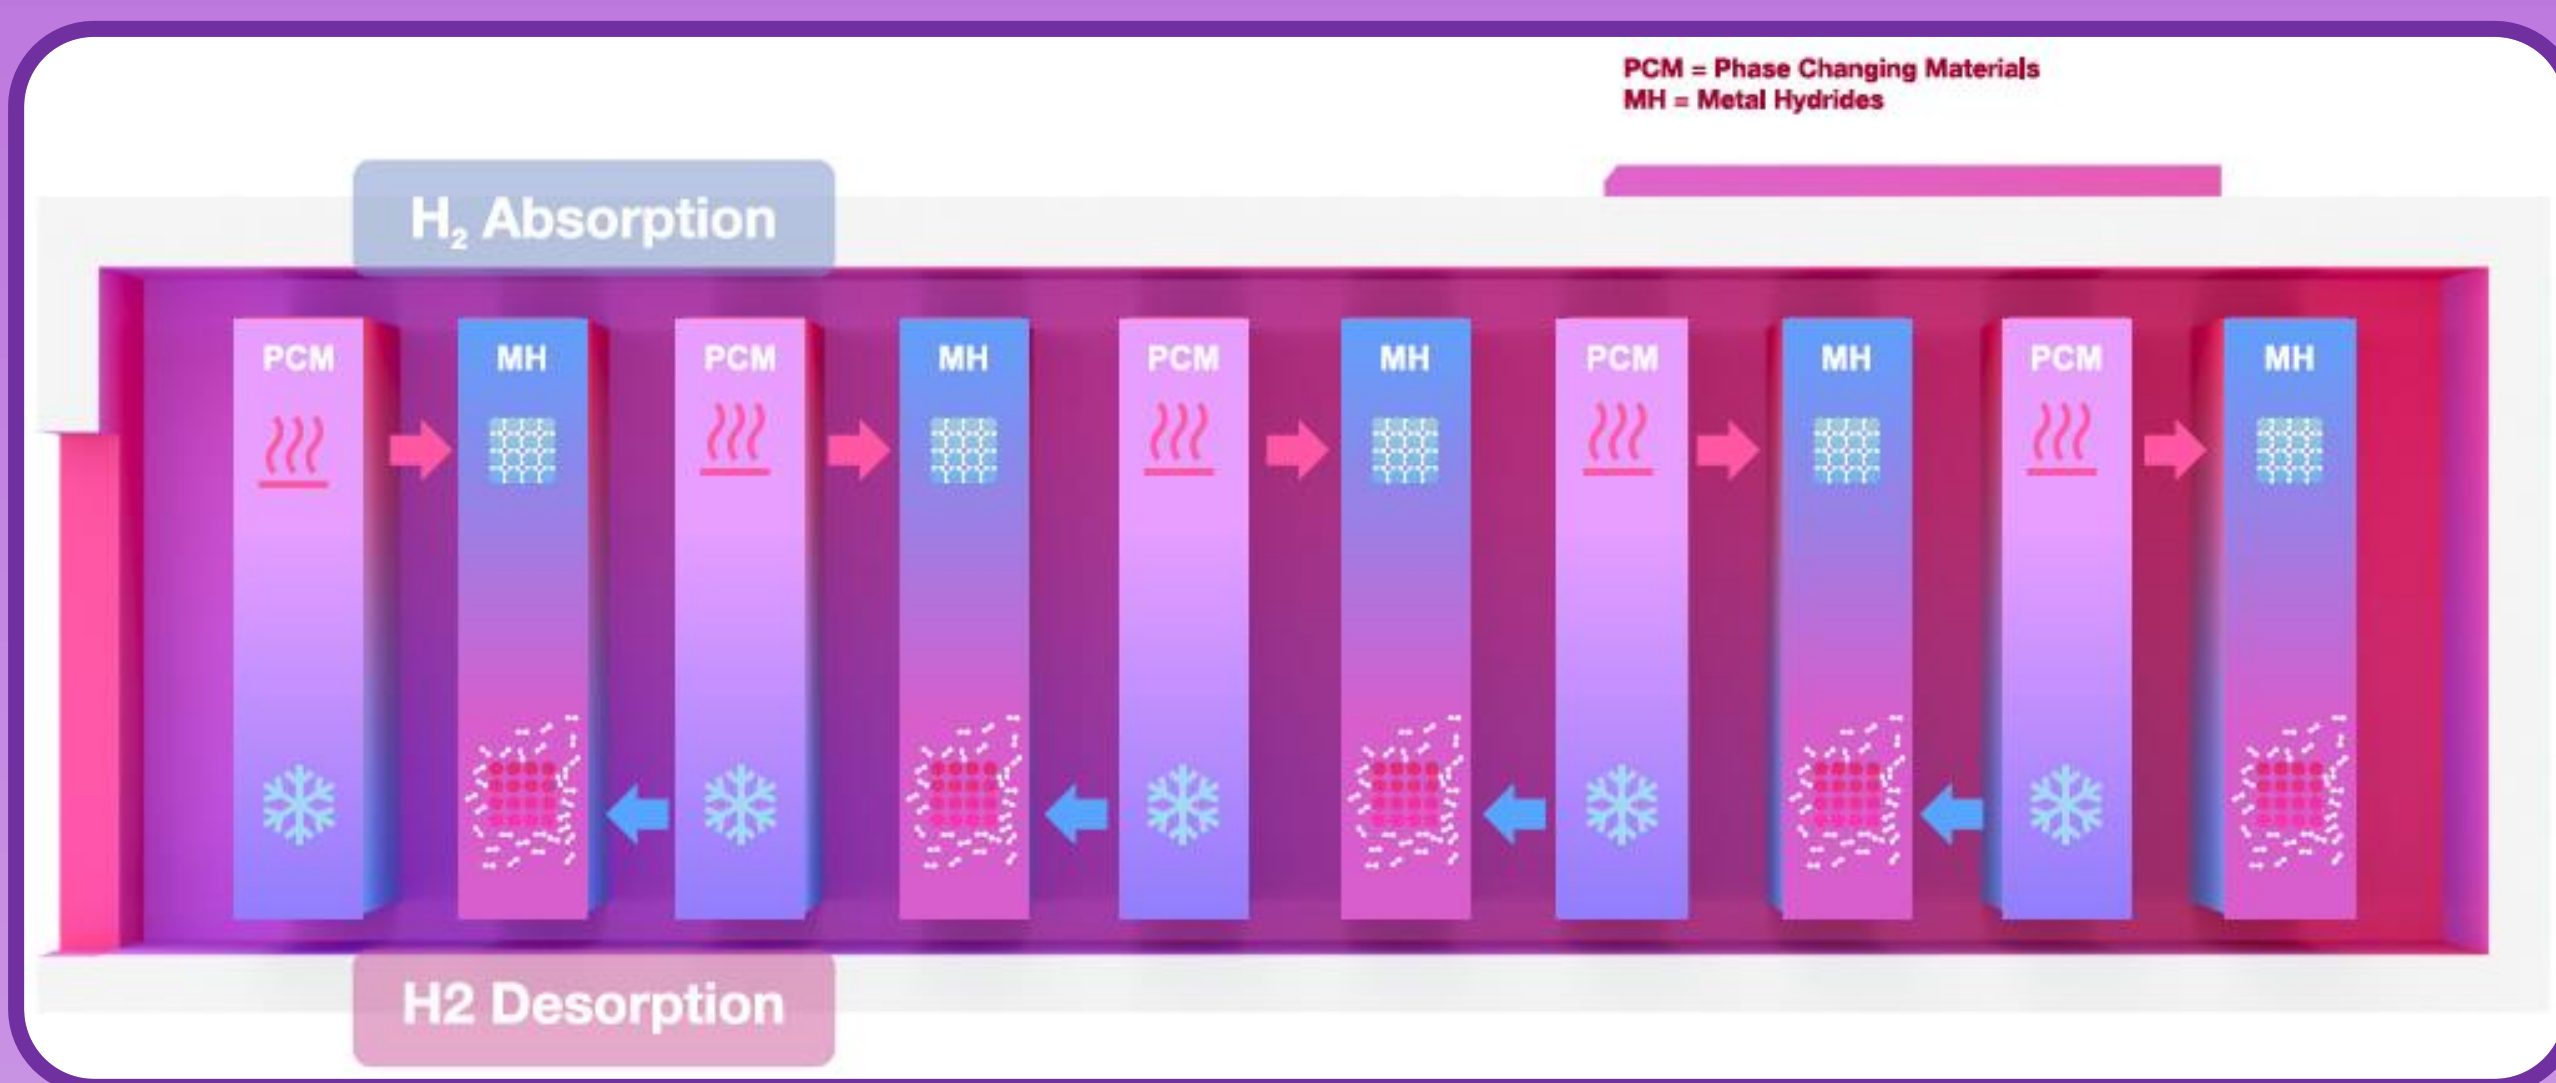 PCM = Phase Changing Materials
MH = Metal Hydrides
H₂ Absorption
PCM MH PCM MH PCM MH PCM MH PCM MH
H2 Desorption